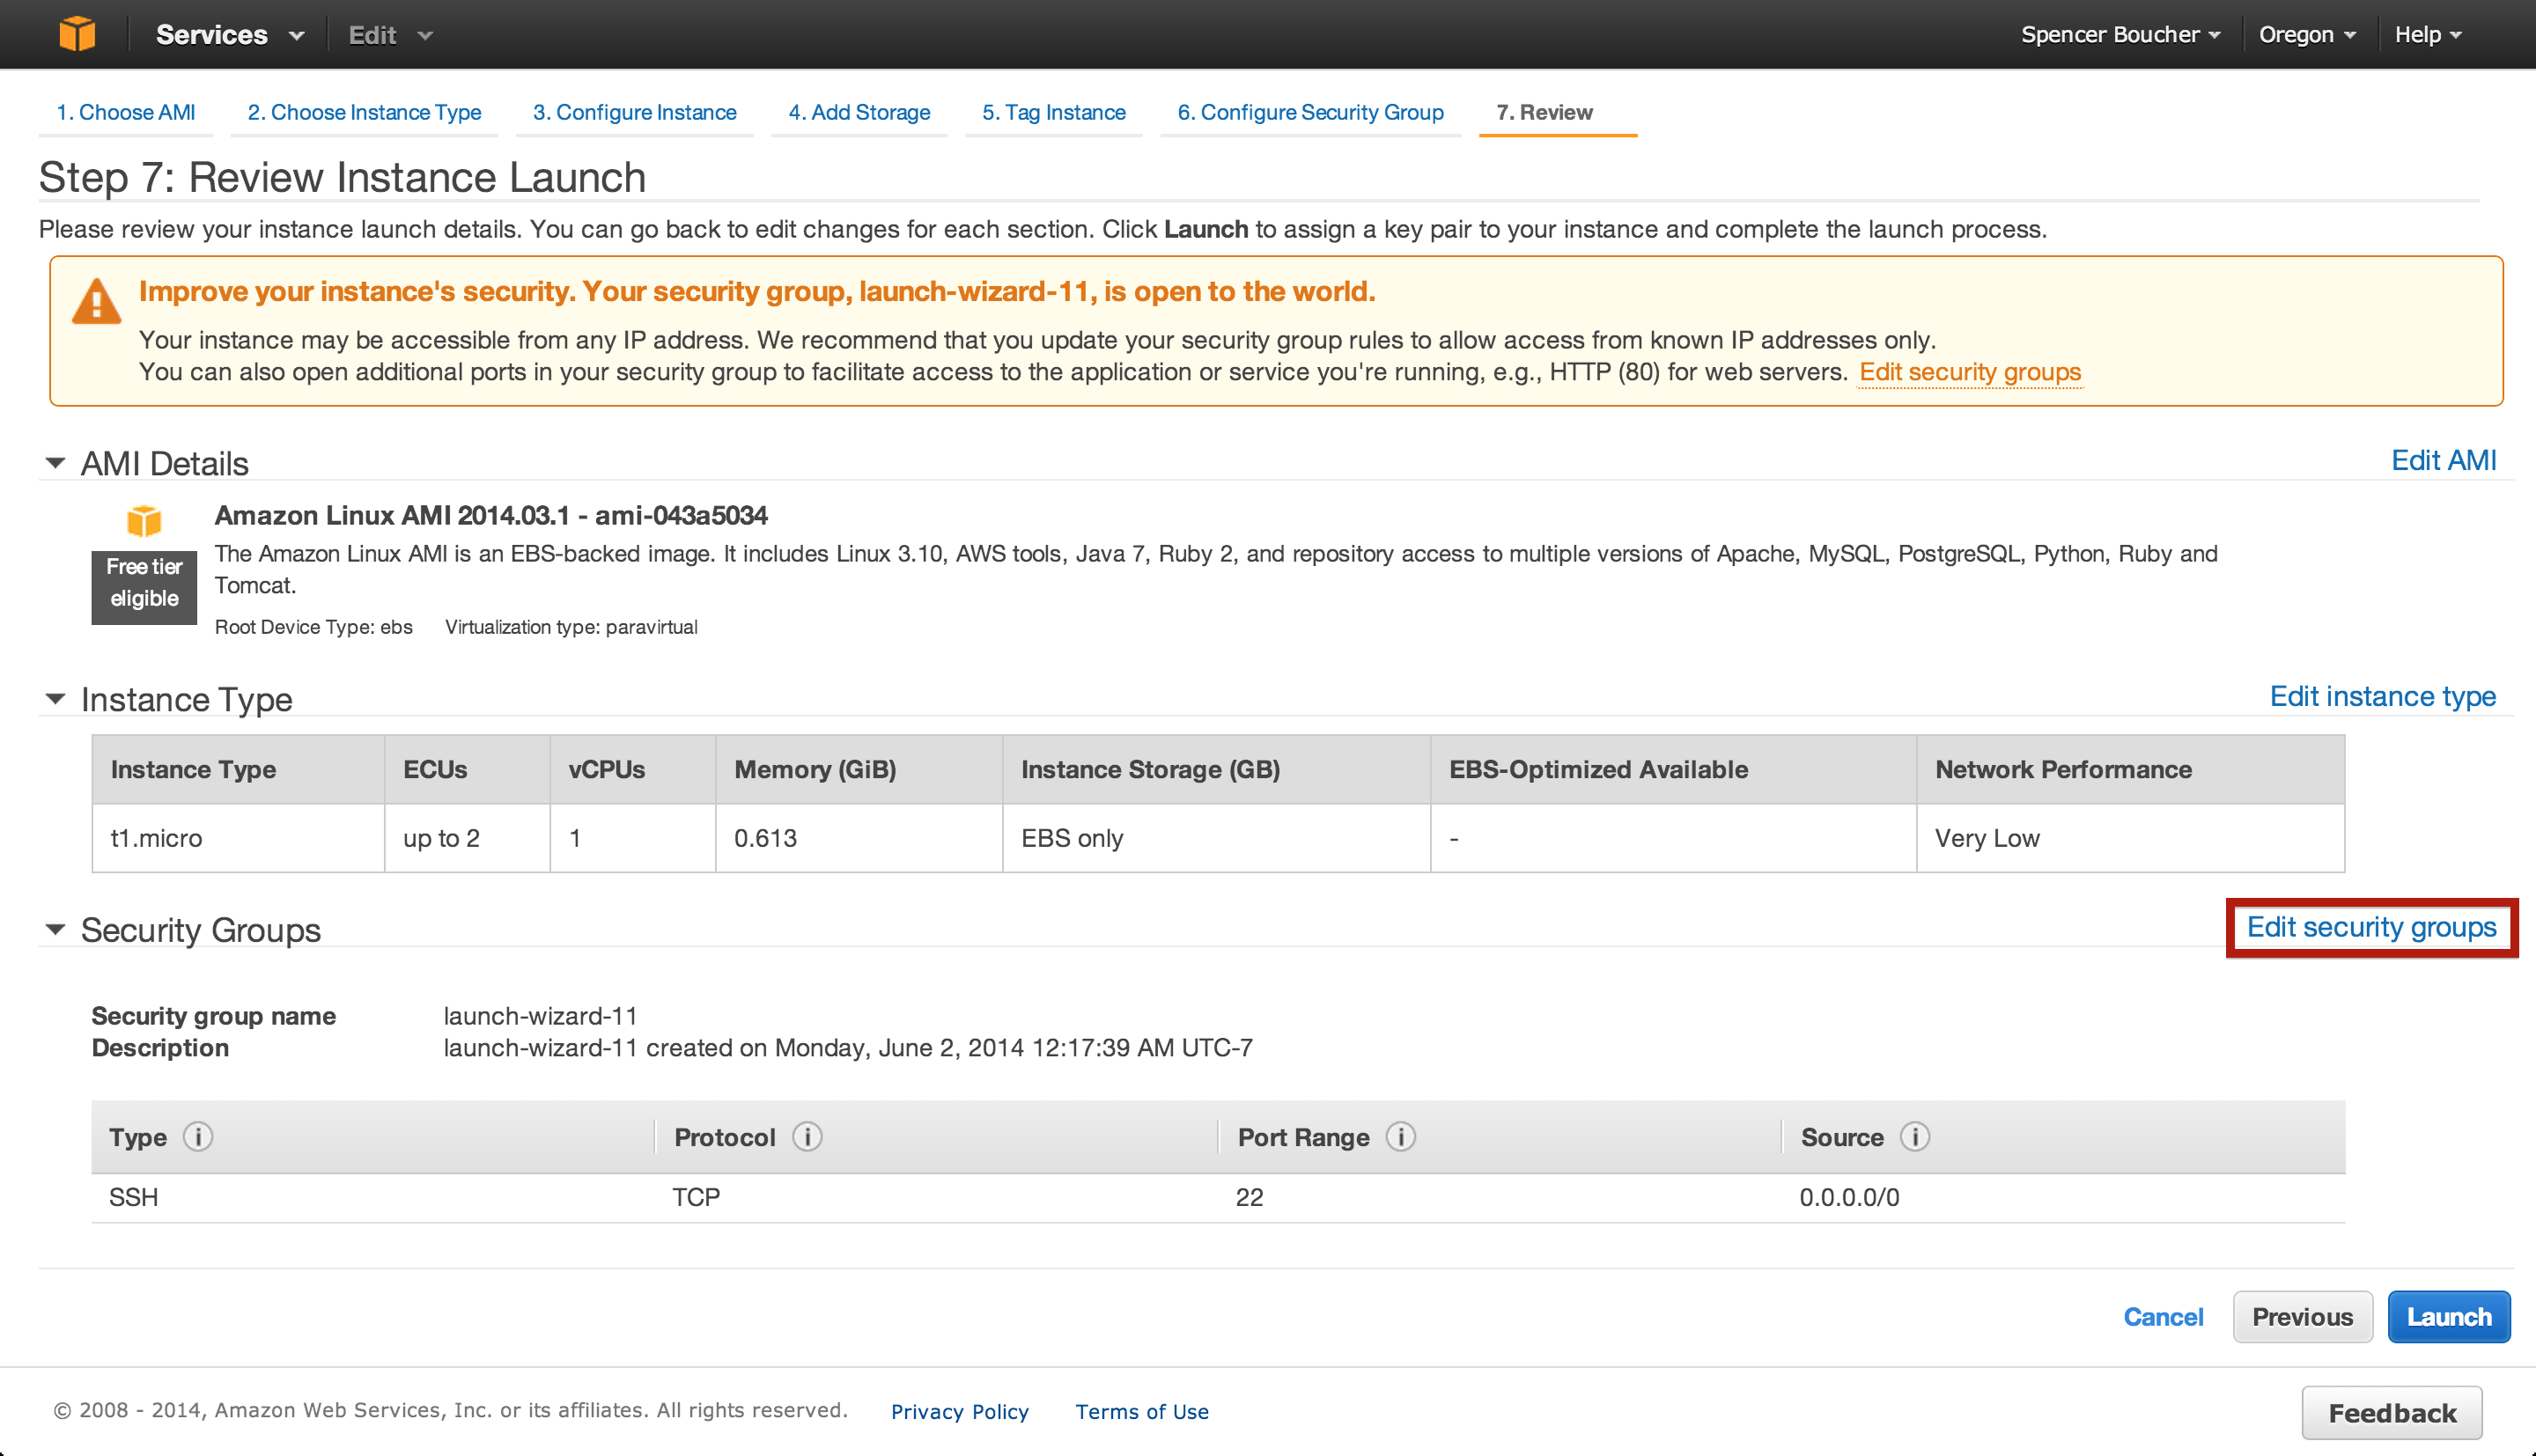 Services Edit Spencer Boucher Oregon Help
1. Choose AMI 2. Choose Instance Type 3. Configure Instance 4. Add Storage 5. Tag Instance 6. Configure Security Group 7. Review
Step 7: Review Instance Launch
Please review your instance launch details. You can go back to edit changes for each section. Click Launch to assign a key pair to your instance and complete the launch process.
Improve your instance's security. Your security group, launch-wizard-11, is open to the world.
Your instance may be accessible from any IP address. We recommend that you update your security group rules to allow access from known IP addresses only.
You can also open additional ports in your security group to facilitate access to the application or service you're running, e.g., HTTP (80) for web servers. Edit security groups
AMI Details Edit AMI
Amazon Linux AMI 2014.03.1 - ami-043a5034
Free tier eligible
The Amazon Linux AMI is an EBS-backed image. It includes Linux 3.10, AWS tools, Java 7, Ruby 2, and repository access to multiple versions of Apache, MySQL, PostgreSQL, Python, Ruby and
Tomcat.
Root Device Type: ebs Virtualization type: paravirtual
Instance Type Edit instance type
Instance Type ECUs vCPUs Memory (GiB) Instance Storage (GB) EBS-Optimized Available Network Performance
t1.micro up to 2 1 0.613 EBS only - Very Low
Security Groups Edit security groups
Security group name launch-wizard-11
Description launch-wizard-11 created on Monday, June 2, 2014 12:17:39 AM UTC-7
Type Protocol Port Range Source
SSH TCP 22 0.0.0.0/0
Cancel Previous Launch
© 2008 - 2014, Amazon Web Services, Inc. or its affiliates. All rights reserved. Privacy Policy Terms of Use Feedback